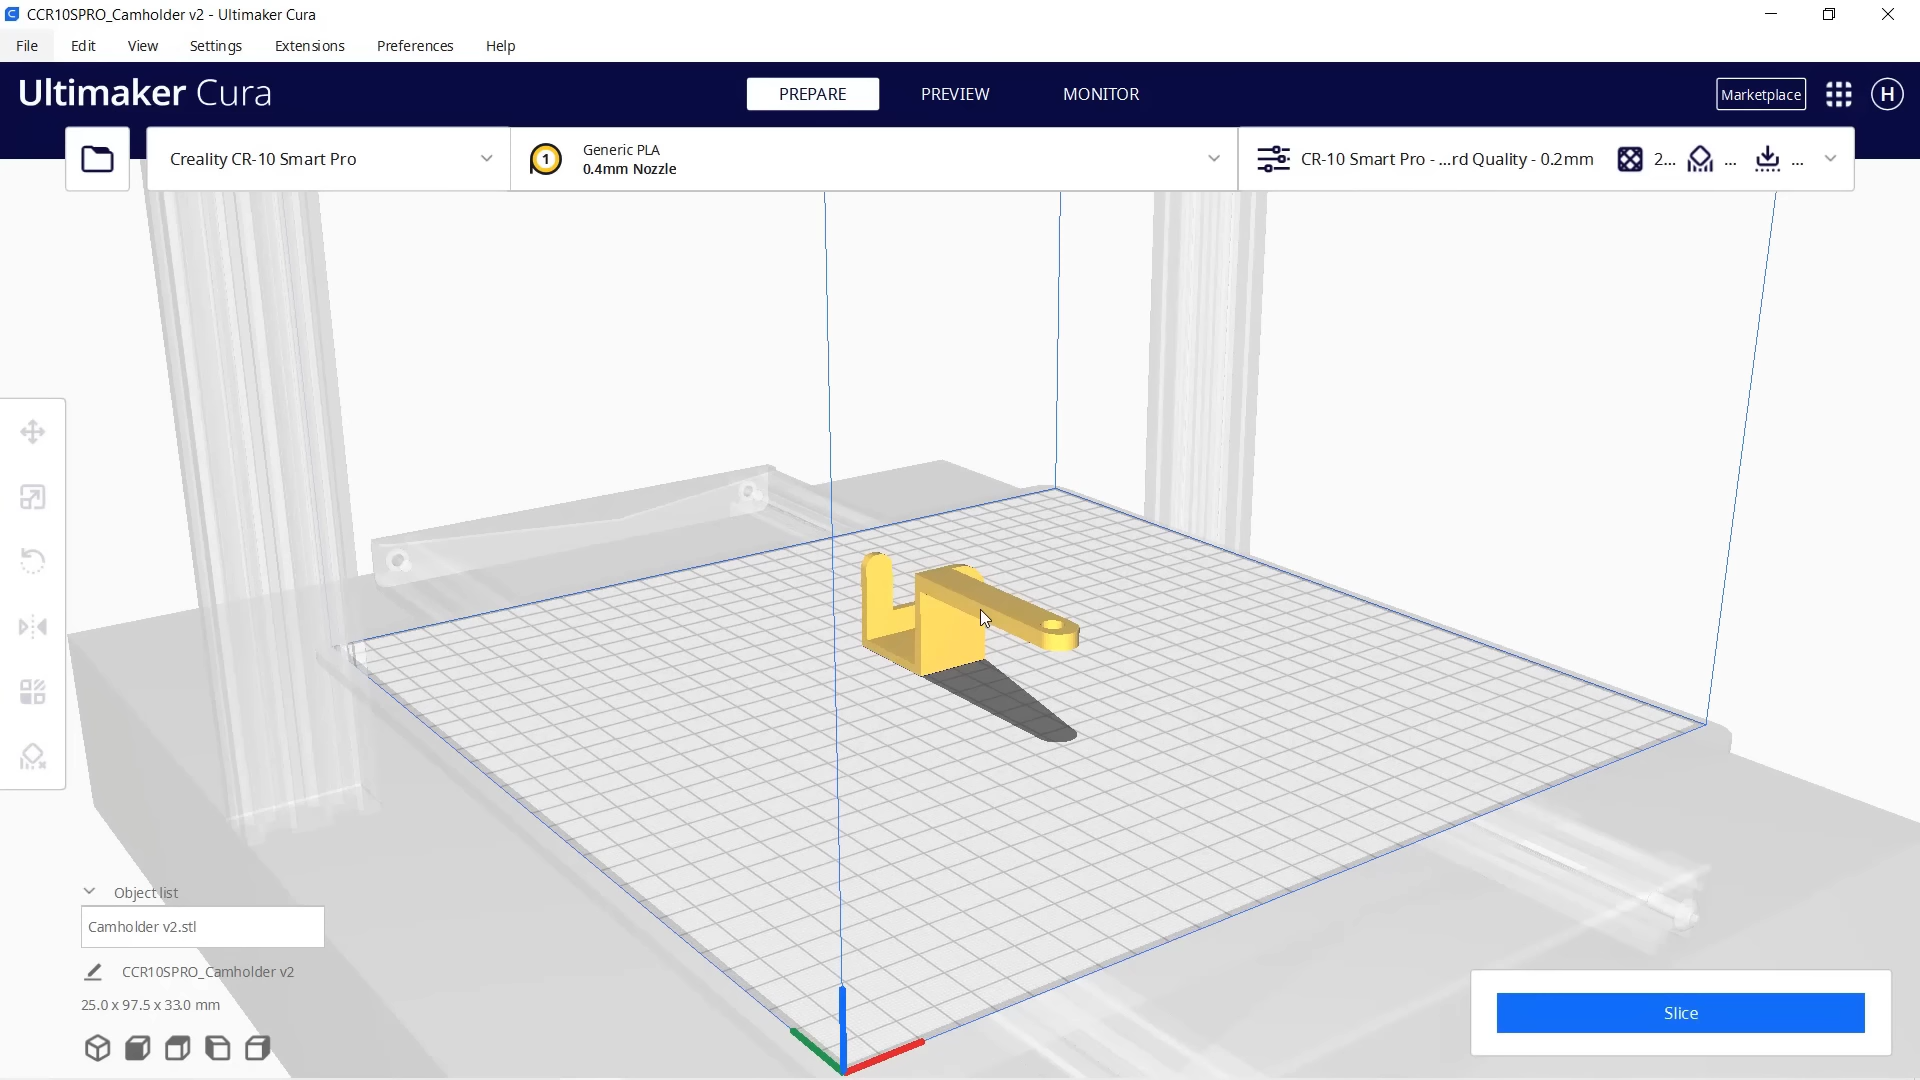 CCR10SPRO_Camholder v2 - Ultimaker Cura
File Edit View Settings Extensions Preferences Help
Ultimaker Cura
PREPARE PREVIEW MONITOR
Marketplace H
Creality CR-10 Smart Pro
1
Generic PLA
0.4mm Nozzle
CR-10 Smart Pro - ...rd Quality - 0.2mm 2... ... ...
Object list
Camholder v2.stl
CCR10SPRO_Camholder v2
25.0 x 97.5 x 33.0 mm
Slice